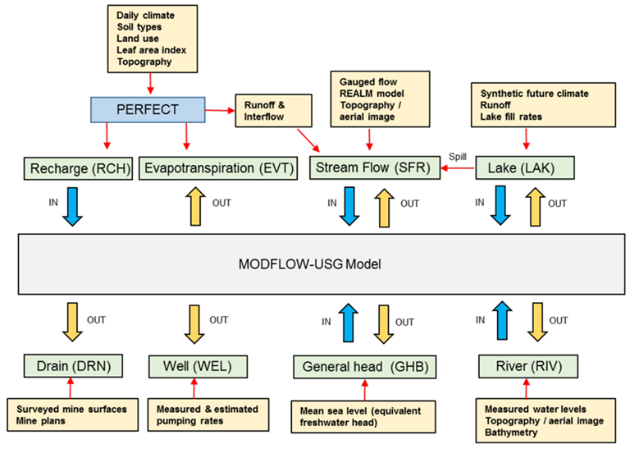 Daily climate
Soil types
Land use
Leaf area index
Topography
PERFECT
Runoff &
Interflow
Gauged flow
REALM model
Topography /
aerial image
Synthetic future climate
Runoff
Lake fill rates
Recharge (RCH)
Evapotranspiration (EVT)
Stream Flow (SFR)
Spill
Lake (LAK)
IN
OUT
IN
OUT
IN
OUT
MODFLOW-USG Model
OUT
OUT
IN
OUT
IN
OUT
Drain (DRN)
Well (WEL)
General head (GHB)
River (RIV)
Surveyed mine surfaces
Mine plans
Measured & estimated
pumping rates
Mean sea level (equivalent
freshwater head)
Measured water levels
Topography / aerial image
Bathymetry